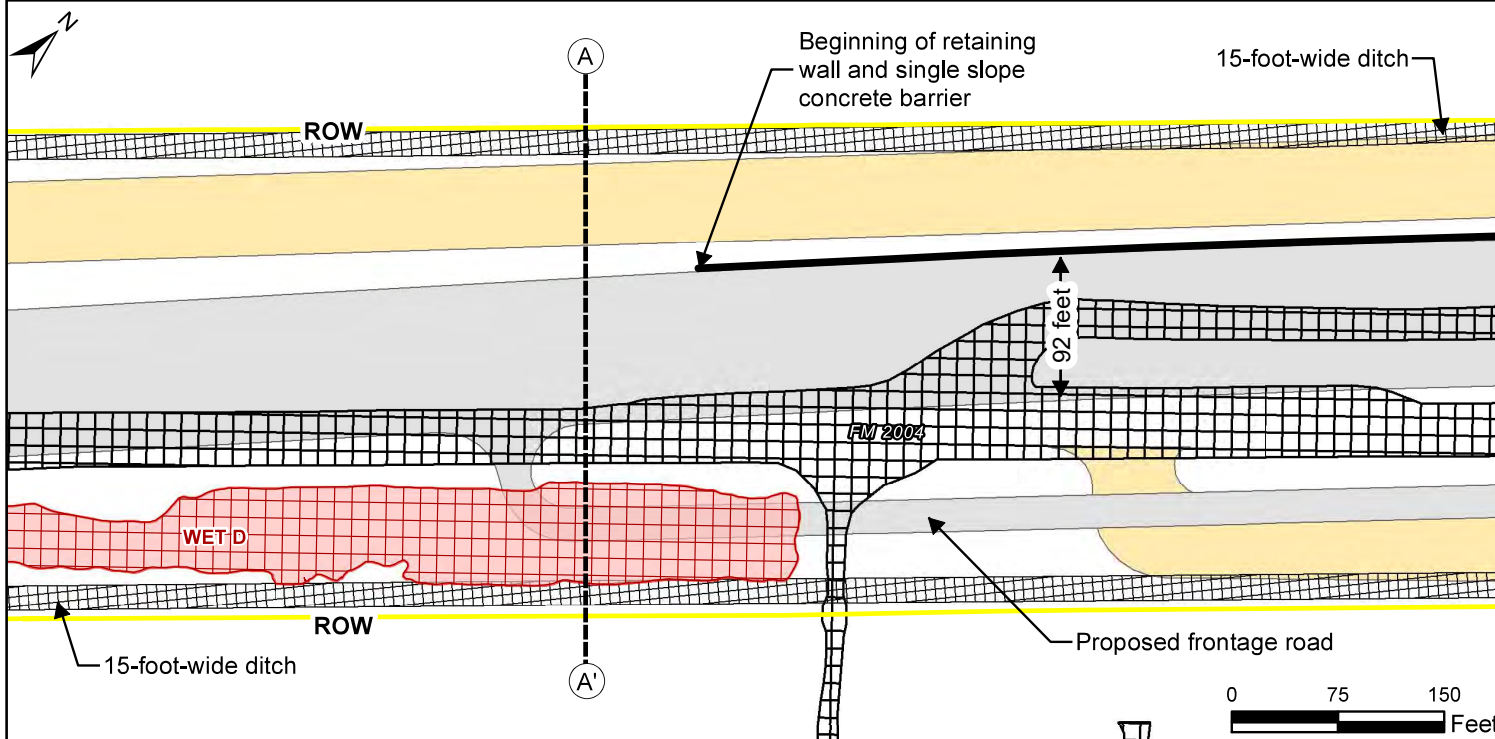 N
A
Beginning of retaining
wall and single slope
concrete barrier
15-foot-wide ditch
ROW
92 feet
FM 2004
WET D
ROW
15-foot-wide ditch
Proposed frontage road
A'
0 75 150
Feet